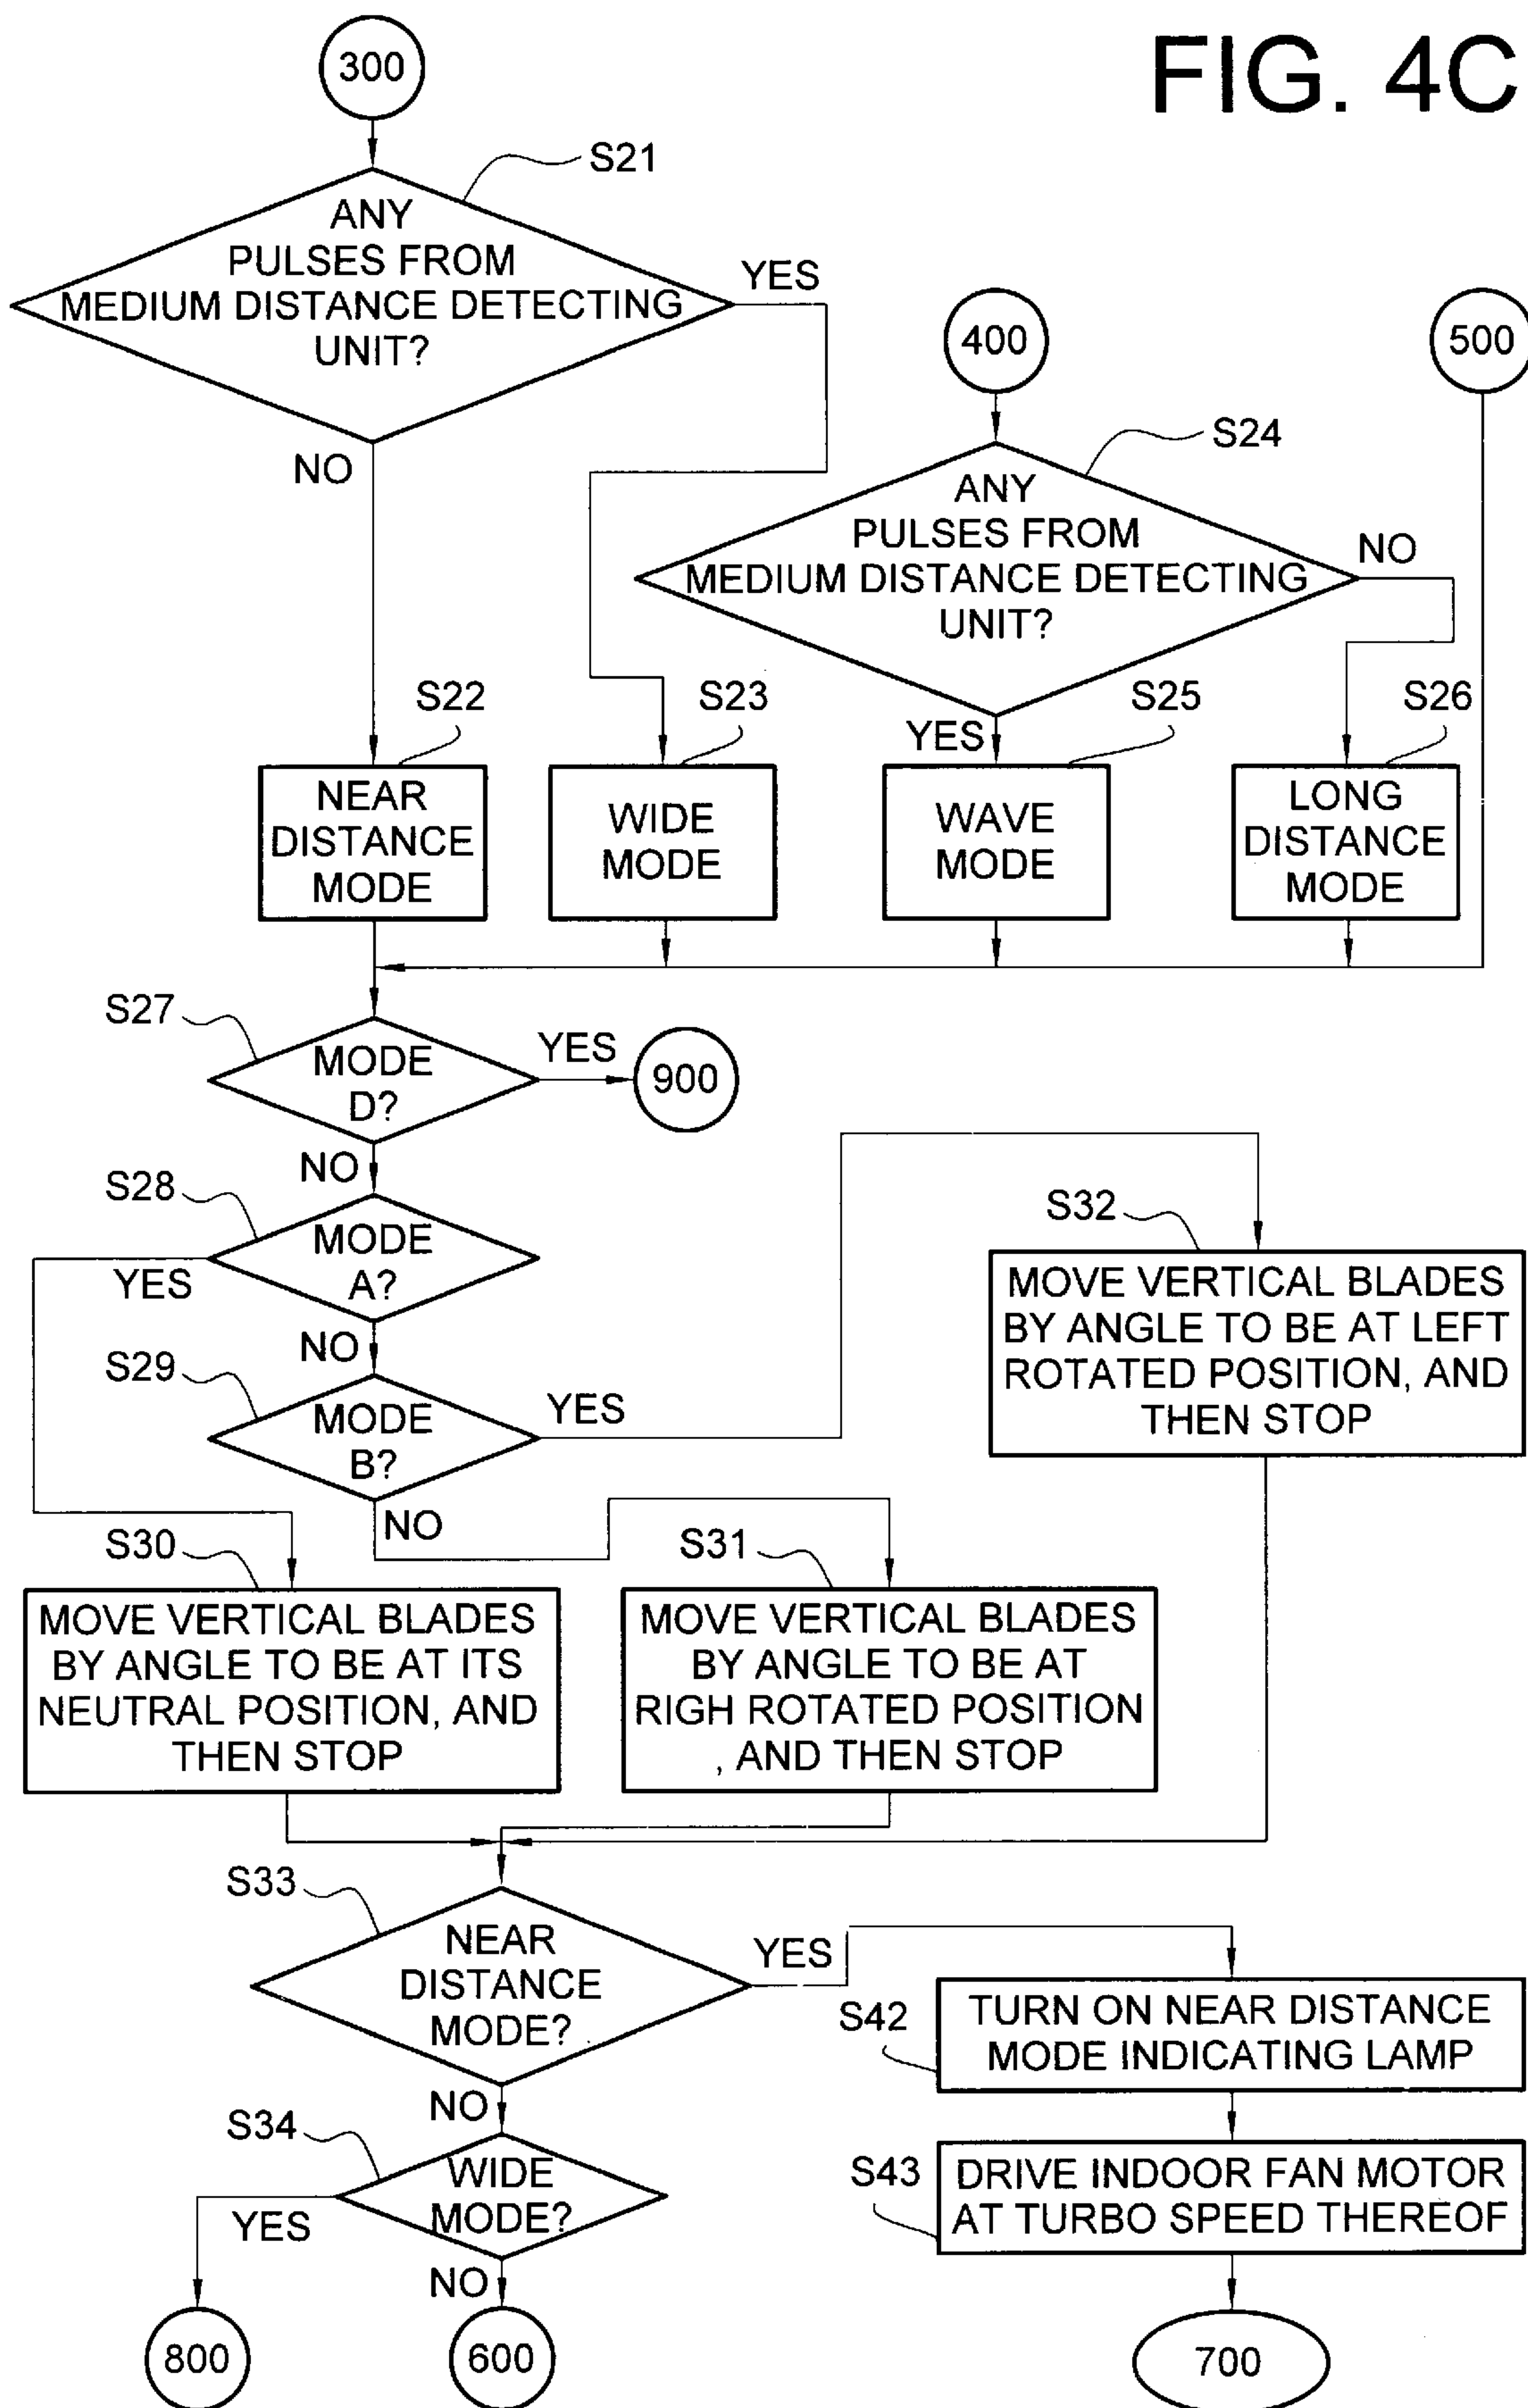 FIG. 4C
300
S21
ANY
PULSES FROM
MEDIUM DISTANCE DETECTING
UNIT?
YES
NO
400
500
S24
ANY
PULSES FROM
MEDIUM DISTANCE DETECTING
UNIT?
NO
YES
S22
S23
S25
S26
NEAR
DISTANCE
MODE
WIDE
MODE
WAVE
MODE
LONG
DISTANCE
MODE
S27
MODE
D?
YES
900
NO
S28
MODE
A?
YES
NO
S29
MODE
B?
YES
NO
S32
MOVE VERTICAL BLADES
BY ANGLE TO BE AT LEFT
ROTATED POSITION, AND
THEN STOP
S30
MOVE VERTICAL BLADES
BY ANGLE TO BE AT ITS
NEUTRAL POSITION, AND
THEN STOP
S31
MOVE VERTICAL BLADES
BY ANGLE TO BE AT
RIGH ROTATED POSITION
, AND THEN STOP
S33
NEAR
DISTANCE
MODE?
YES
NO
S42
TURN ON NEAR DISTANCE
MODE INDICATING LAMP
S34
WIDE
MODE?
YES
NO
S43
DRIVE INDOOR FAN MOTOR
AT TURBO SPEED THEREOF
800
600
700